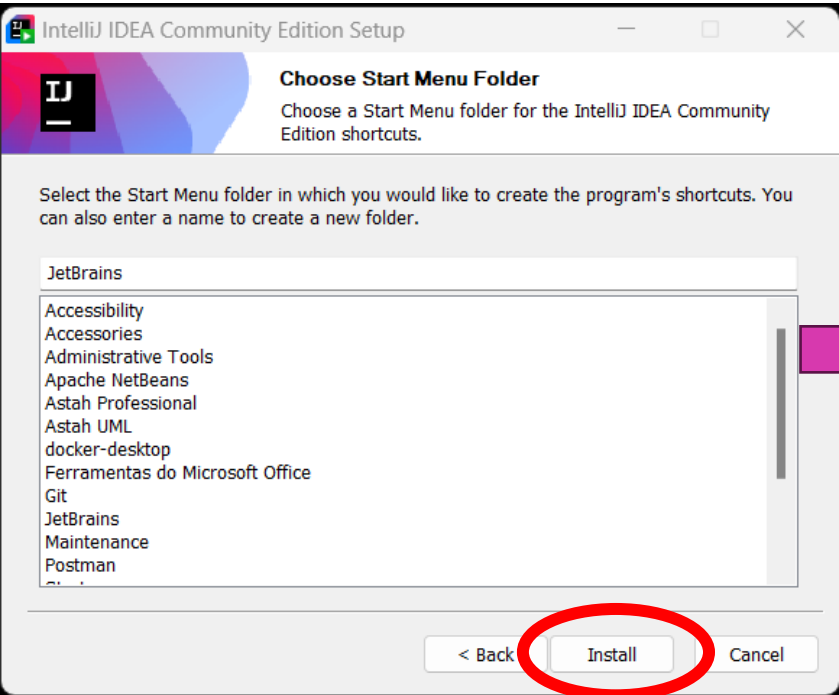 IntelliJ IDEA Community Edition Setup
IJ
Choose Start Menu Folder
Choose a Start Menu folder for the IntelliJ IDEA Community
Edition shortcuts.
Select the Start Menu folder in which you would like to create the program's shortcuts. You
can also enter a name to create a new folder.
JetBrains
Accessibility
Accessories
Administrative Tools
Apache NetBeans
Astah Professional
Astah UML
docker-desktop
Ferramentas do Microsoft Office
Git
JetBrains
Maintenance
Postman
< Back Install Cancel